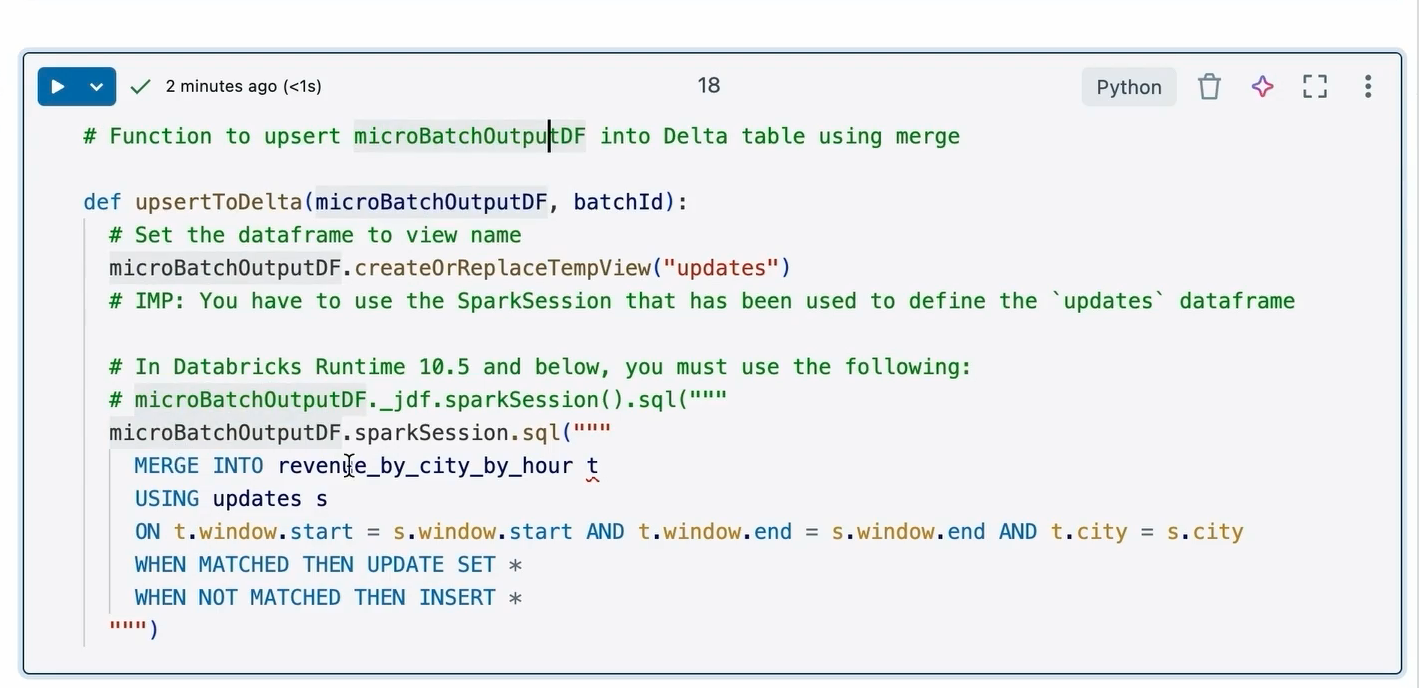 2 minutes ago (<1s)
18
Python
# Function to upsert microBatchOutputDF into Delta table using merge
def upsertToDelta(microBatchOutputDF, batchId):
# Set the dataframe to view name
microBatchOutputDF.createOrReplaceTempView("updates")
# IMP: You have to use the SparkSession that has been used to define the `updates` dataframe
# In Databricks Runtime 10.5 and below, you must use the following:
# microBatchOutputDF._jdf.sparkSession().sql("""
microBatchOutputDF.sparkSession.sql("""
MERGE INTO revenue_by_city_by_hour t
USING updates s
ON t.window.start = s.window.start AND t.window.end = s.window.end AND t.city = s.city
WHEN MATCHED THEN UPDATE SET *
WHEN NOT MATCHED THEN INSERT *
""")